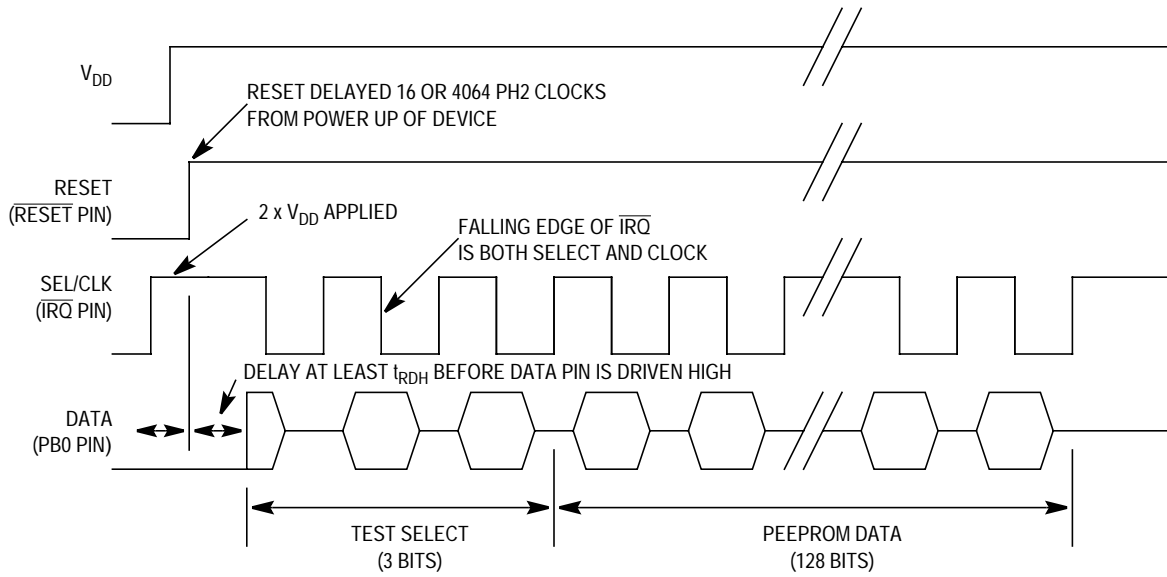 V_DD
RESET DELAYED 16 OR 4064 PH2 CLOCKS
FROM POWER UP OF DEVICE
RESET
(RESET PIN)
2 x V_DD APPLIED
FALLING EDGE OF IRQ
IS BOTH SELECT AND CLOCK
SEL/CLK
(IRQ PIN)
DELAY AT LEAST t_RDH BEFORE DATA PIN IS DRIVEN HIGH
DATA
(PB0 PIN)
TEST SELECT
(3 BITS)
PEEPROM DATA
(128 BITS)